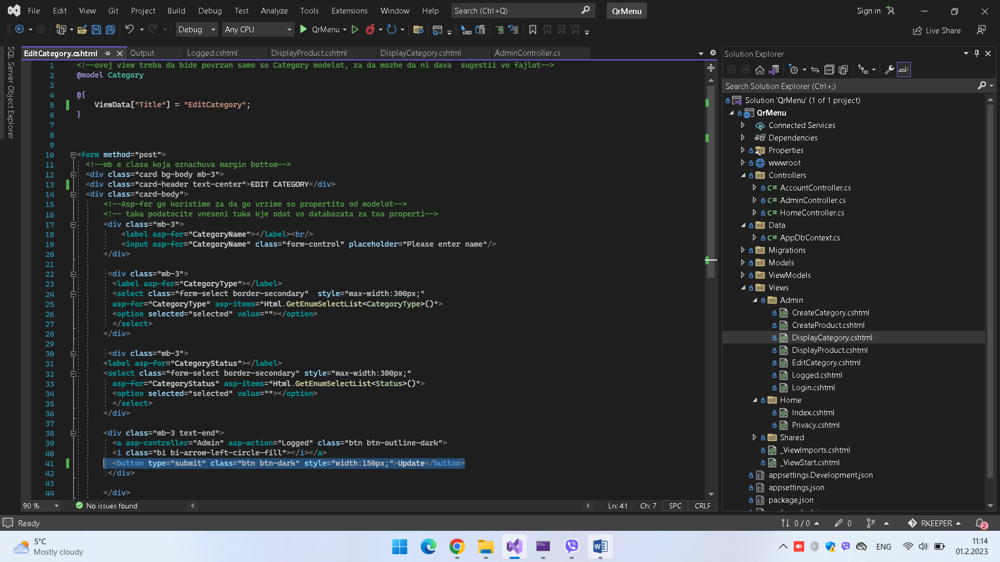 File Edit View Git Project Build Debug Test Analyze Tools Extensions Window Help Search (Ctrl+Q) QrMenu Sign in
Debug Any CPU QrMenu Live Share
SQL Server Object Explorer
EditCategory.cshtml Output Logged.cshtml DisplayProduct.cshtml DisplayCategory.cshtml AdminController.cs
1 <!--ovoj view treba da bide povrzan samo so Category modelot, za da mozhe da ni dava  sugestii vo fajlot-->
2 @model Category
3
4 @{
5 ViewData["Title"] = "EditCategory";
6 }
7
8
9
10 <form method="post">
11 <!--mb e clasa koja oznachuva margin bottom-->
12 <div class="card bg-body mb-3">
13 <div class="card-header text-center">EDIT CATEGORY</div>
14 <div class="card-body">
15 <!--Asp-for go koristime za da go vrzime so propertito od modelot-->
16 <!-- taka podatocite vneseni tuka kje odat vo databazata za toa properti-->
17 <div class="mb-3">
18 <label asp-for="CategoryName"></label><br/>
19 <input asp-for="CategoryName" class="form-control" placeholder="Please enter name"/>
20 </div>
21
22 <div class="mb-3">
23 <label asp-for="CategoryType"></label>
24 <select class="form-select border-secondary"  style="max-width:300px;"
25 asp-for="CategoryType" asp-items="Html.GetEnumSelectList<CategoryType>()">
26 <option selected="selected" value=""></option>
27 </select>
28 </div>
29
30 <div class="mb-3">
31 <label asp-for="CategoryStatus"></label>
32 <select class="form-select border-secondary" style="max-width:300px;"
33 asp-for="CategoryStatus" asp-items="Html.GetEnumSelectList<Status>()">
34 <option selected="selected" value=""></option>
35 </select>
36 </div>
37
38 <div class="mb-3 text-end">
39 <a asp-controller="Admin" asp-action="Logged" class="btn btn-outline-dark">
40 <i class="bi bi-arrow-left-circle-fill"></i></a>
41 <button type="submit" class="btn btn-dark" style="width:150px;">Update</button>
42 </div>
43
44 </div>
90 % No issues found Ln: 41 Ch: 7 SPC CRLF
Solution Explorer
Search Solution Explorer (Ctrl+;)
Solution 'QrMenu' (1 of 1 project)
QrMenu
Connected Services
Dependencies
Properties
wwwroot
Controllers
C# AccountController.cs
C# AdminController.cs
C# HomeController.cs
Data
C# AppDbContext.cs
Migrations
Models
ViewModels
Views
Admin
CreateCategory.cshtml
CreateProduct.cshtml
DisplayCategory.cshtml
DisplayProduct.cshtml
EditCategory.cshtml
Logged.cshtml
Login.cshtml
Home
Index.cshtml
Privacy.cshtml
Shared
_ViewImports.cshtml
_ViewStart.cshtml
appsettings.Development.json
appsettings.json
package.json
Ready 0 / 0 0 RKEEPER 2
5°C
Mostly cloudy
ENG
11:14
01.2.2023